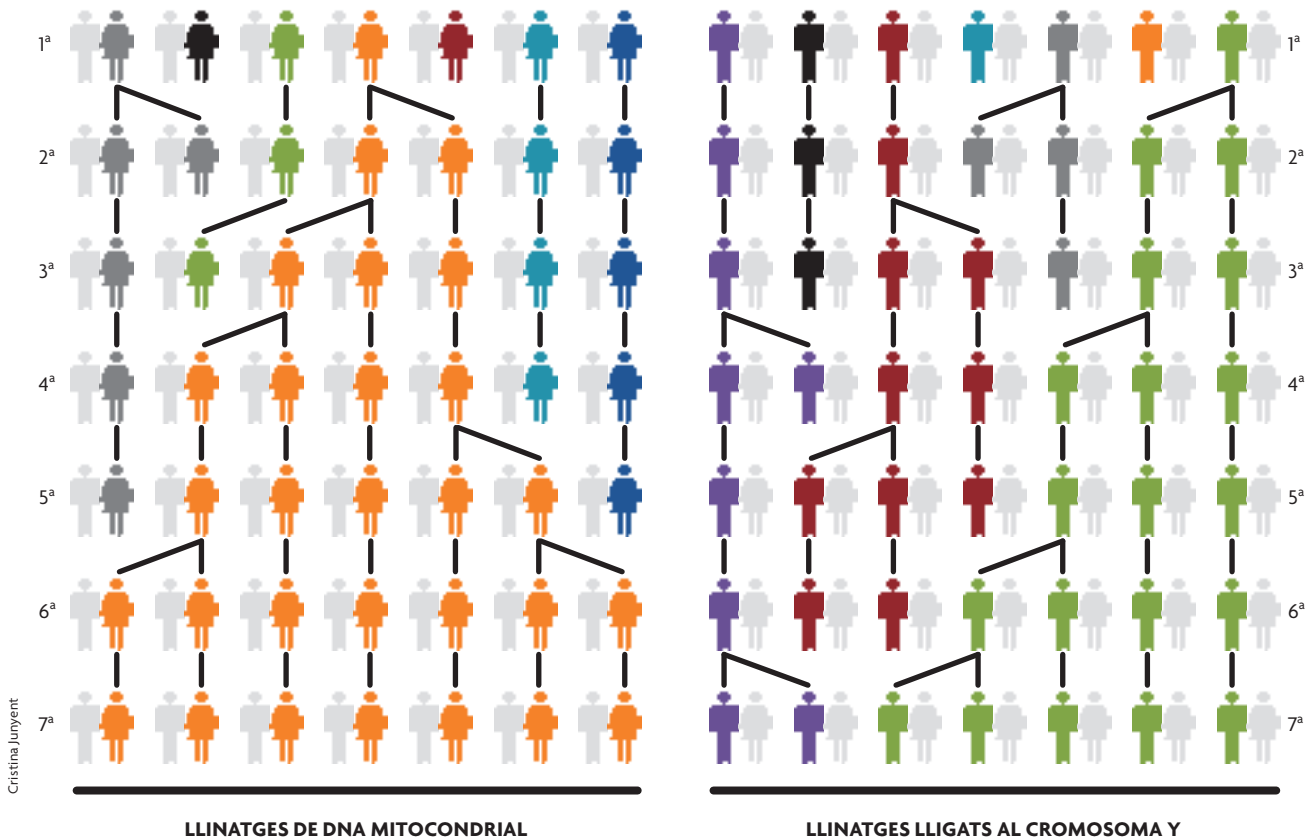 1ª 1ª
2ª 2ª
3ª 3ª
4ª 4ª
5ª 5ª
6ª 6ª
7ª 7ª
Cristina Junyent
LLINATGES DE DNA MITOCONDRIAL
LLINATGES LLIGATS AL CROMOSOMA Y